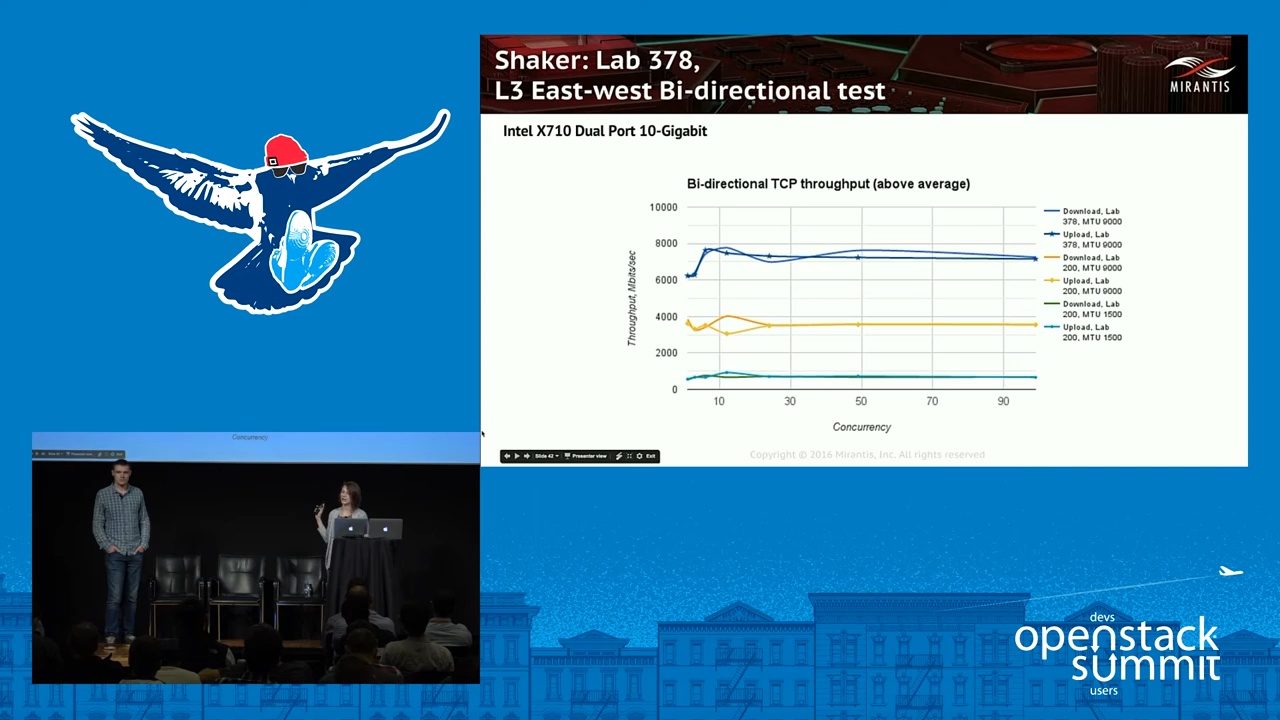 Shaker: Lab 378,
L3 East-west Bi-directional test
MIRANTIS
Intel X710 Dual Port 10-Gigabit
Bi-directional TCP throughput (above average)
Throughput, Mbits/sec
10000
8000
6000
4000
2000
0
10
30
50
70
90
Concurrency
Download, Lab
378, MTU 9000
Upload, Lab
378, MTU 9000
Download, Lab
200, MTU 9000
Upload, Lab
200, MTU 9000
Download, Lab
200, MTU 1500
Upload, Lab
200, MTU 1500
Slide 42
Presenter view
Exit
Copyright © 2016 Mirantis, Inc. All rights reserved
Concurrency
devs
openstack
summit
users